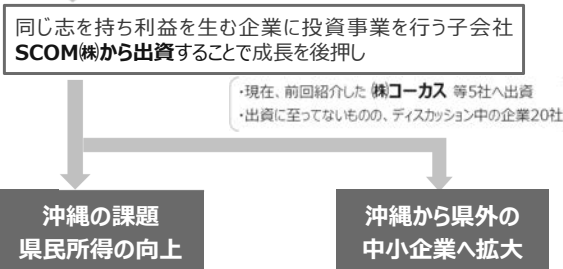 同じ志を持ち利益を生む企業に投資事業を行う子会社
SCOM㈱から出資することで成長を後押し
・現在、前回紹介した ㈱コーカス 等5社へ出資
・出資に至ってないものの、ディスカッション中の企業20社
沖縄の課題
県民所得の向上
沖縄から県外の
中小企業へ拡大